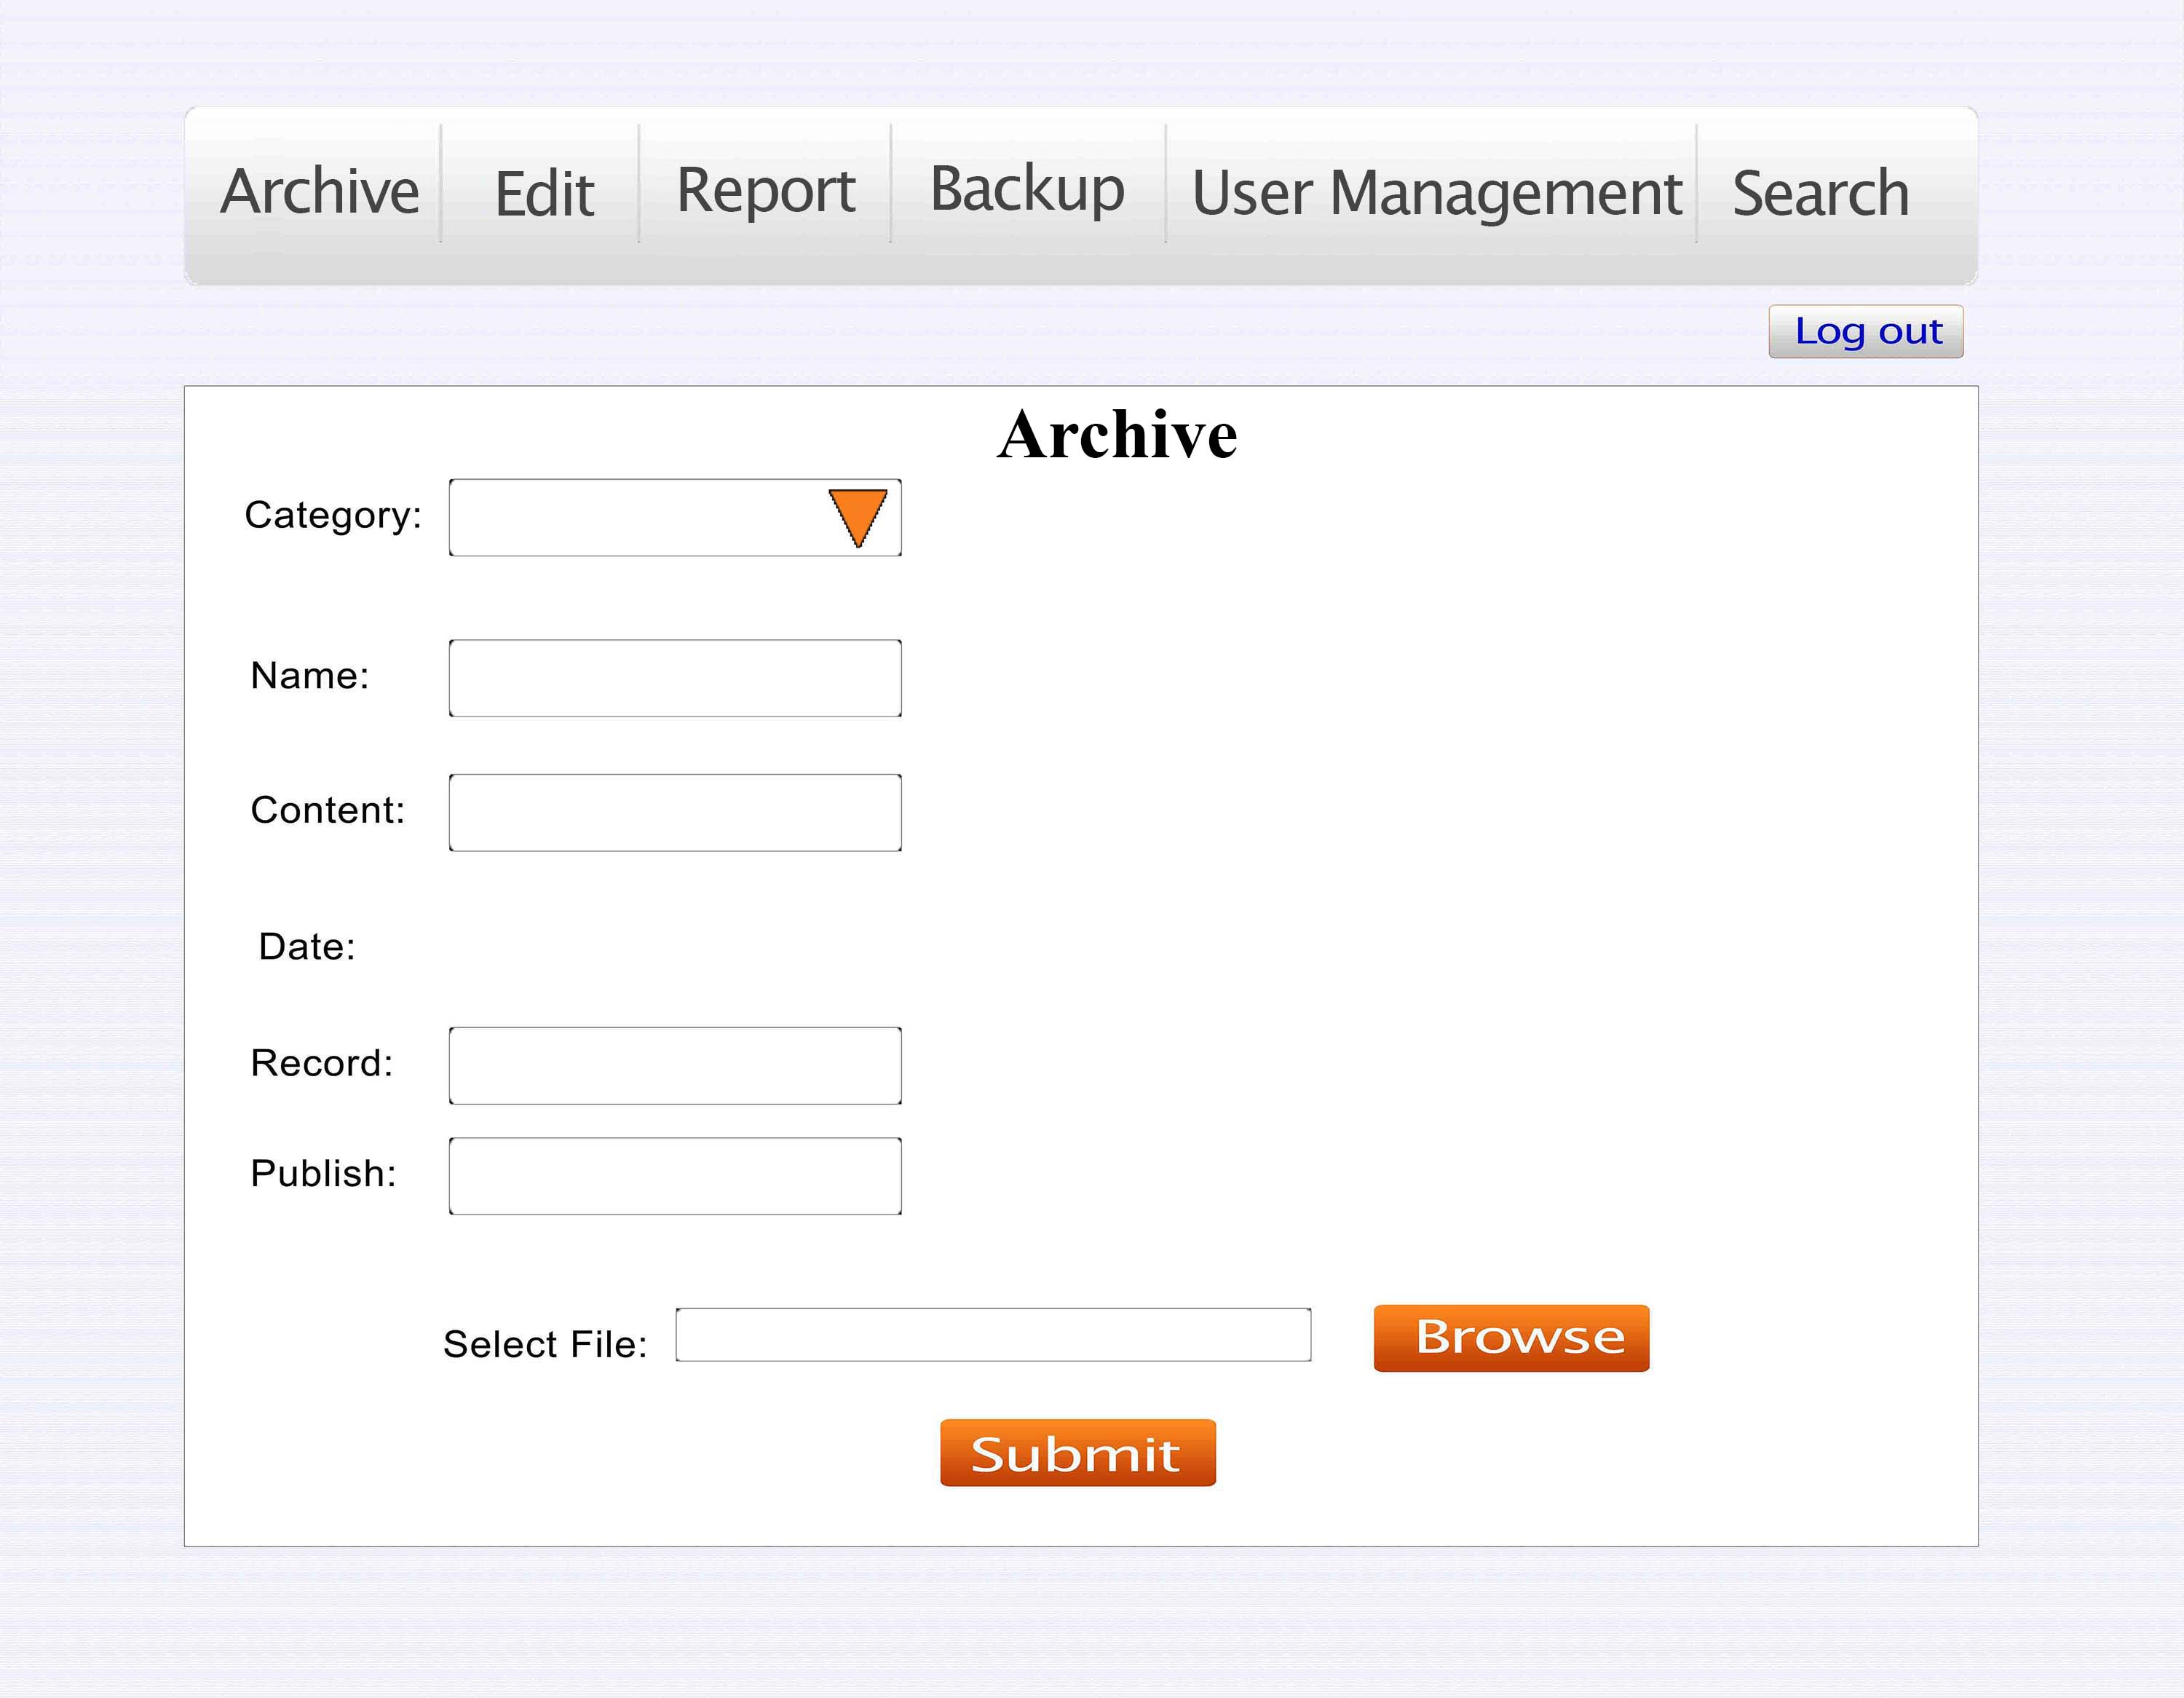 Archive Edit Report Backup User Management Search
Log out
Archive
Category:
Name:
Content:
Date:
Record:
Publish:
Select File: Browse
Submit